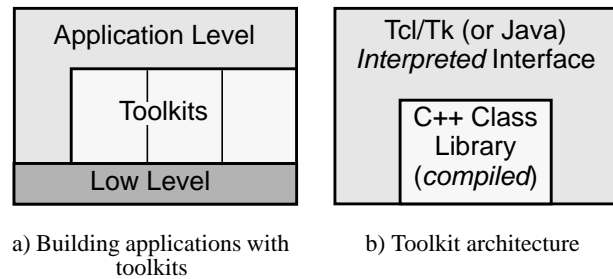 Application Level
Toolkits
Low Level
Tcl/Tk (or Java)
Interpreted Interface
C++ Class
Library
(compiled)
a) Building applications with
toolkits
b) Toolkit architecture